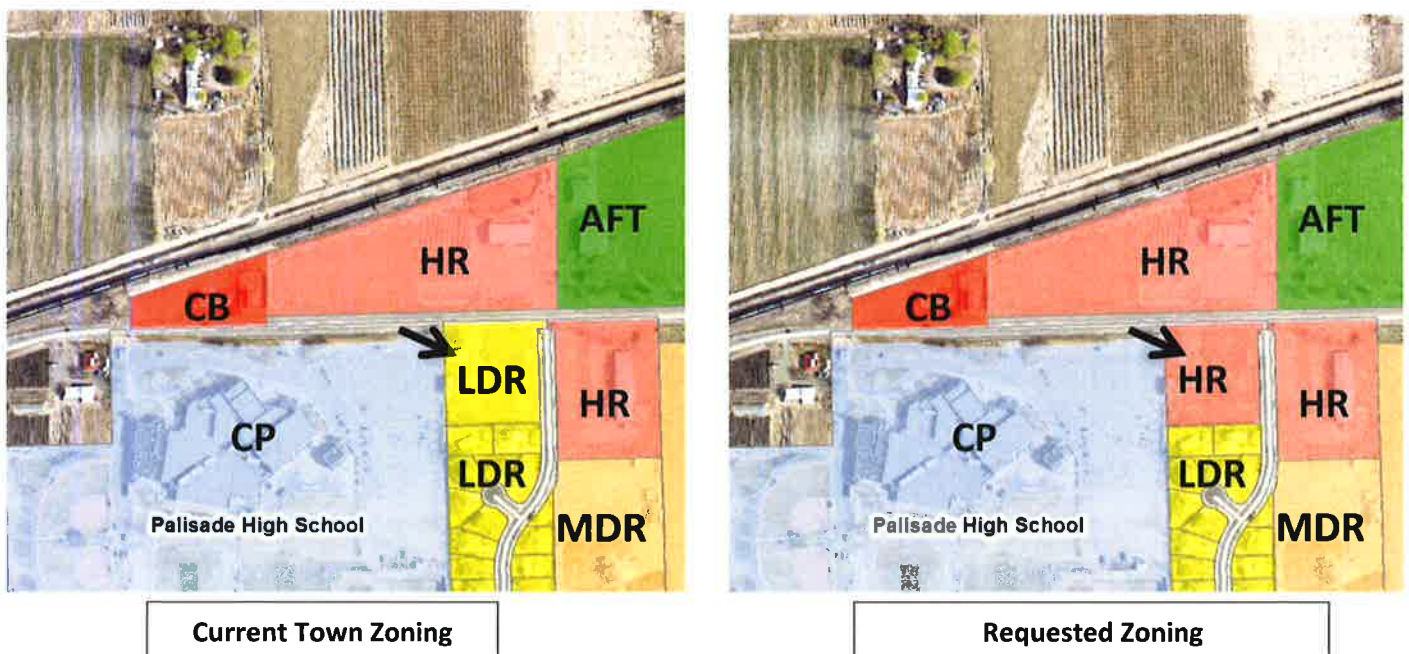 AFT
HR
CB
LDR
HR
CP
LDR
Palisade High School
MDR
Current Town Zoning
AFT
HR
CB
HR
HR
CP
LDR
Palisade High School
MDR
Requested Zoning